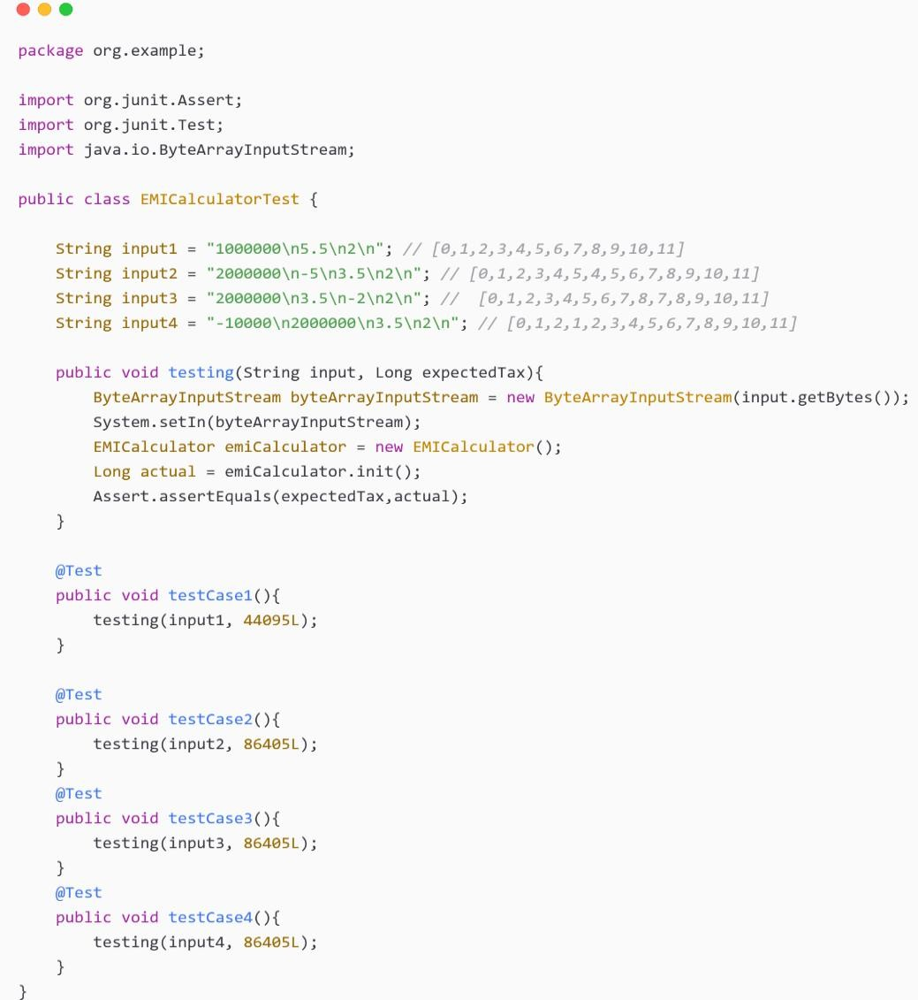 package org.example;

import org.junit.Assert;
import org.junit.Test;
import java.io.ByteArrayInputStream;

public class EMICalculatorTest {

    String input1 = "1000000\n5.5\n2\n"; // [0,1,2,3,4,5,6,7,8,9,10,11]
    String input2 = "2000000\n-5\n3.5\n2\n"; // [0,1,2,3,4,5,4,5,6,7,8,9,10,11]
    String input3 = "2000000\n3.5\n-2\n2\n"; //  [0,1,2,3,4,5,6,7,8,7,8,9,10,11]
    String input4 = "-10000\n2000000\n3.5\n2\n"; // [0,1,2,1,2,3,4,5,6,7,8,9,10,11]

    public void testing(String input, Long expectedTax){
        ByteArrayInputStream byteArrayInputStream = new ByteArrayInputStream(input.getBytes());
        System.setIn(byteArrayInputStream);
        EMICalculator emiCalculator = new EMICalculator();
        Long actual = emiCalculator.init();
        Assert.assertEquals(expectedTax,actual);
    }

    @Test
    public void testCase1(){
        testing(input1, 44095L);
    }

    @Test
    public void testCase2(){
        testing(input2, 86405L);
    }
    @Test
    public void testCase3(){
        testing(input3, 86405L);
    }
    @Test
    public void testCase4(){
        testing(input4, 86405L);
    }
}